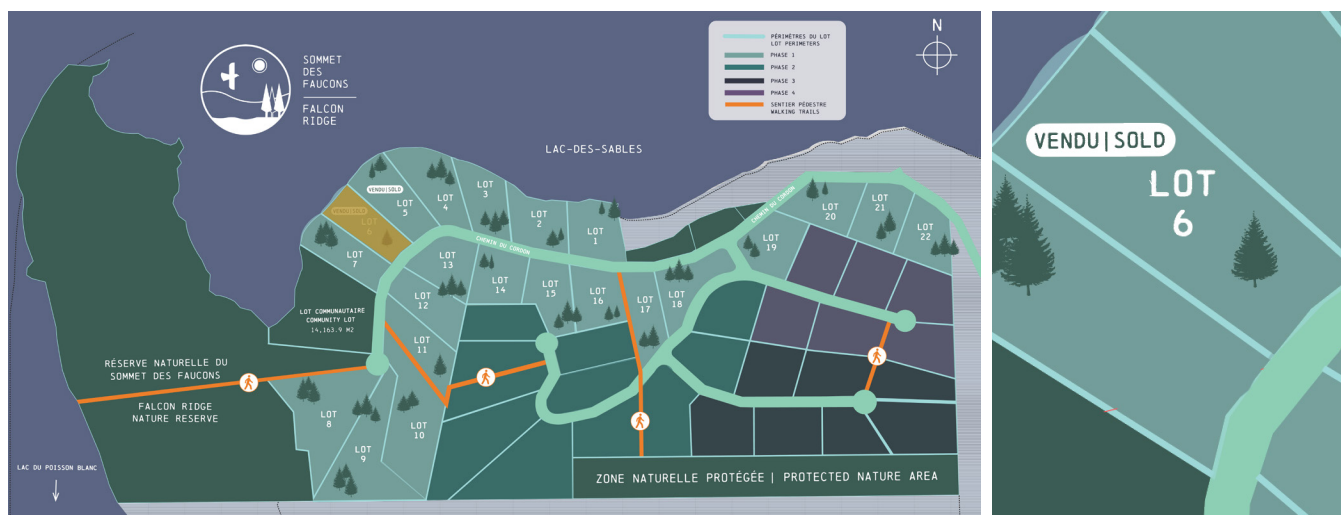 SOMMET
DES
FAUCONS
FALCON
RIDGE
PÉRIMÈTRES DU LOT
LOT PERIMETERS
PHASE 1
PHASE 2
PHASE 3
PHASE 4
SENTIER PÉDESTRE
WALKING TRAILS
N
LAC-DES-SABLES
VENDU|SOLD
LOT
5
LOT
4
LOT
3
LOT
2
LOT
1
VENDU|SOLD
LOT
6
LOT
7
CHEMIN DU CORDON
CHEMIN DU CORDON
LOT
20
LOT
21
LOT
22
LOT
19
LOT
13
LOT
14
LOT
15
LOT
16
LOT
17
LOT
18
LOT
12
LOT
11
LOT COMMUNAUTAIRE
COMMUNITY LOT
14,163.9 M2
RÉSERVE NATURELLE DU
SOMMET DES FAUCONS
FALCON RIDGE
NATURE RESERVE
LOT
8
LOT
9
LOT
10
LAC DU POISSON BLANC
ZONE NATURELLE PROTÉGÉE | PROTECTED NATURE AREA
VENDU|SOLD
LOT
6